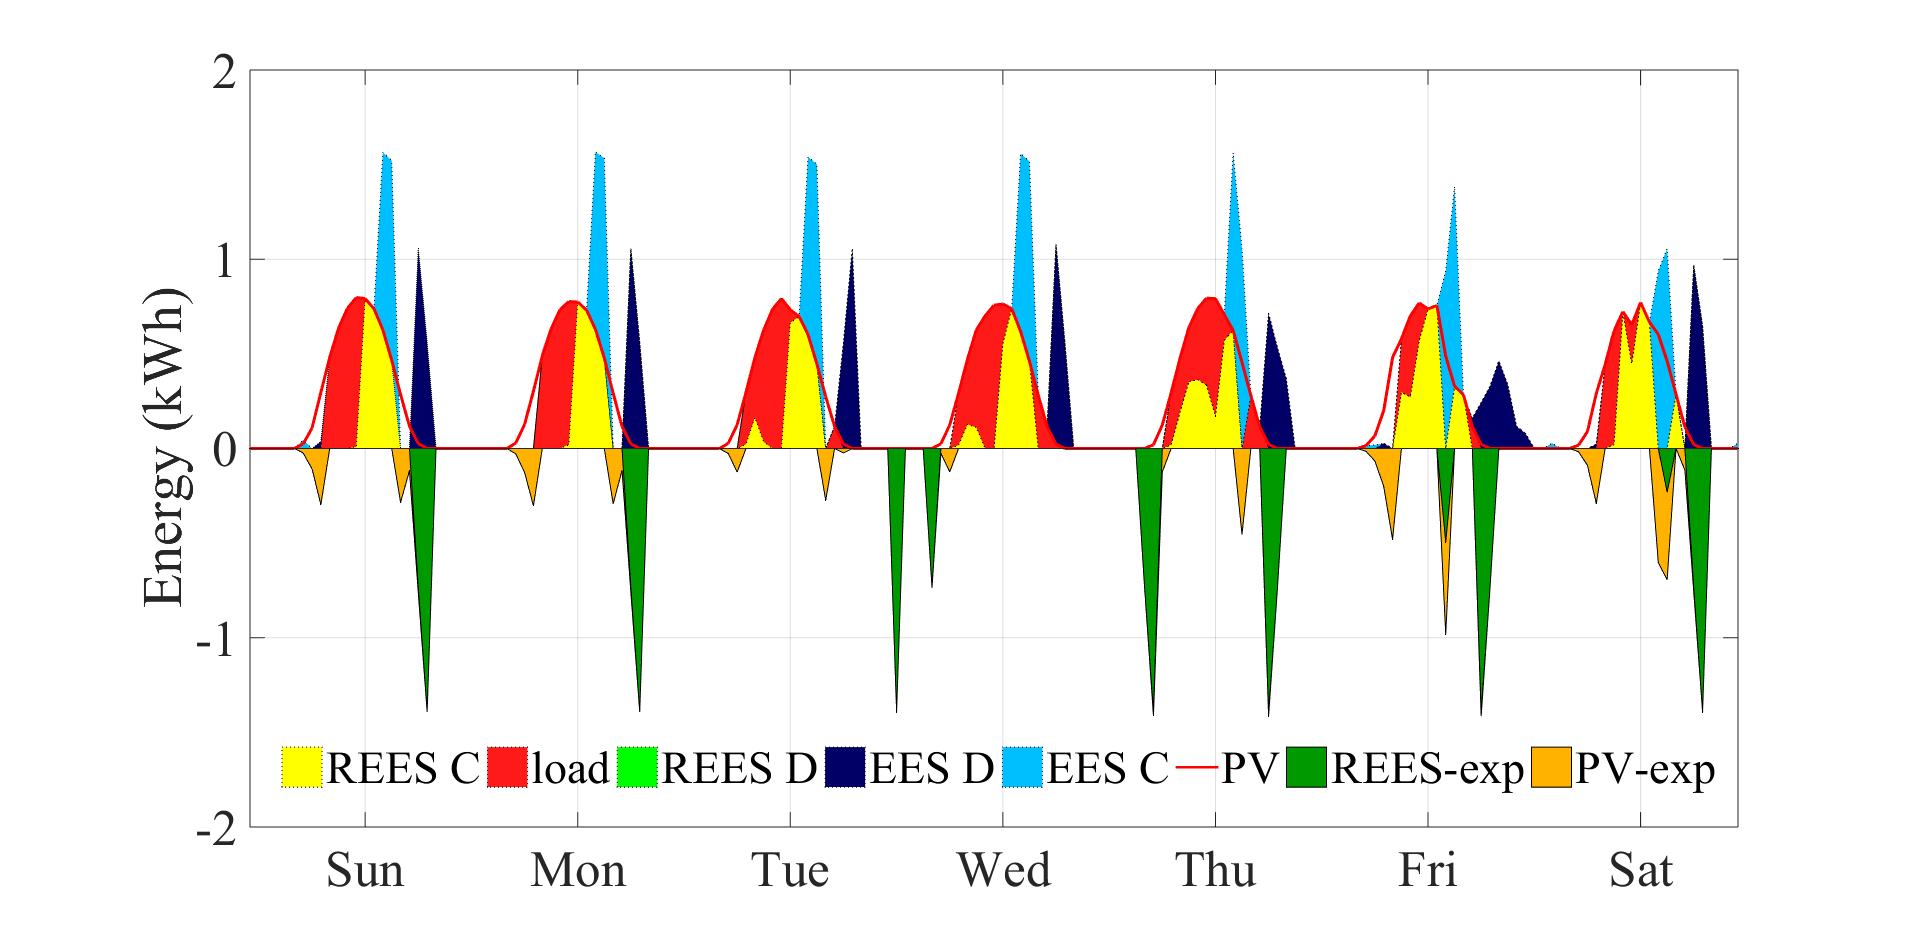 2
1
0
-1
-2
Energy (kWh)
REES C load REES D EES D EES C PV REES-exp PV-exp
Sun Mon Tue Wed Thu Fri Sat